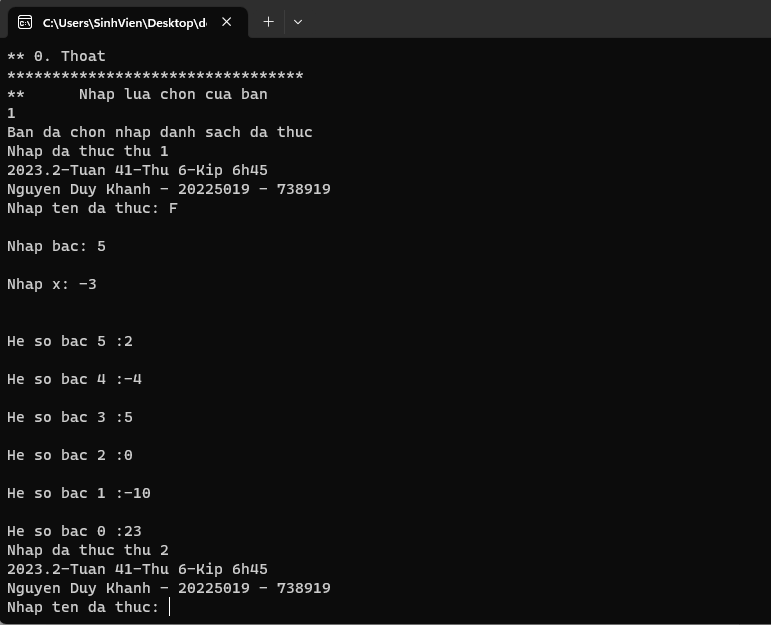 C:\Users\SinhVien\Desktop\d
** 0. Thoat
*********************************
**      Nhap lua chon cua ban
1
Ban da chon nhap danh sach da thuc
Nhap da thuc thu 1
2023.2-Tuan 41-Thu 6-Kip 6h45
Nguyen Duy Khanh - 20225019 - 738919
Nhap ten da thuc: F
Nhap bac: 5
Nhap x: -3
He so bac 5 :2
He so bac 4 :-4
He so bac 3 :5
He so bac 2 :0
He so bac 1 :-10
He so bac 0 :23
Nhap da thuc thu 2
2023.2-Tuan 41-Thu 6-Kip 6h45
Nguyen Duy Khanh - 20225019 - 738919
Nhap ten da thuc: